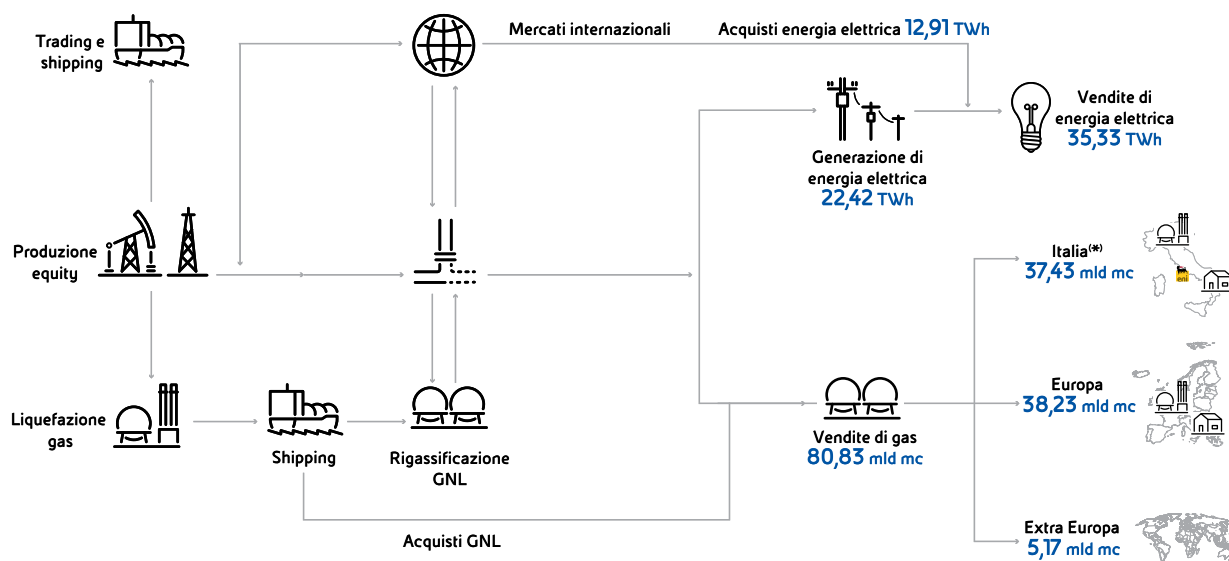 Trading e
shipping
Mercati internazionali
Acquisti energia elettrica 12,91 TWh
Vendite di
energia elettrica
35,33 TWh
Generazione di
energia elettrica
22,42 TWh
Produzione
equity
Italia(*)
37,43 mld mc
eni
Europa
38,23 mld mc
Liquefazione
gas
Shipping
Rigassificazione
GNL
Vendite di gas
80,83 mld mc
Acquisti GNL
Extra Europa
5,17 mld mc